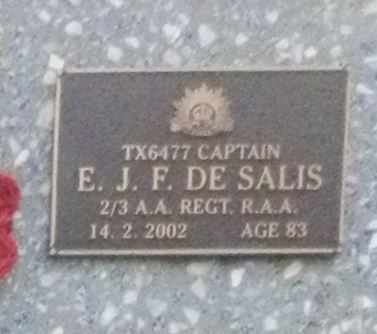 TX6477 CAPTAIN
E. J. F. DE SALIS
2/3 A.A. REGT. R.A.A.
14. 2. 2002 AGE 83